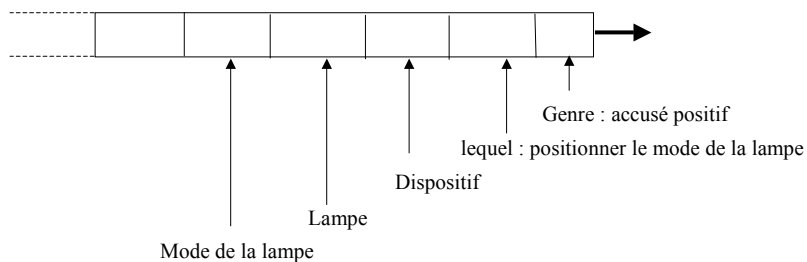 Genre : accusé positif
lequel : positionner le mode de la lampe
Dispositif
Lampe
Mode de la lampe